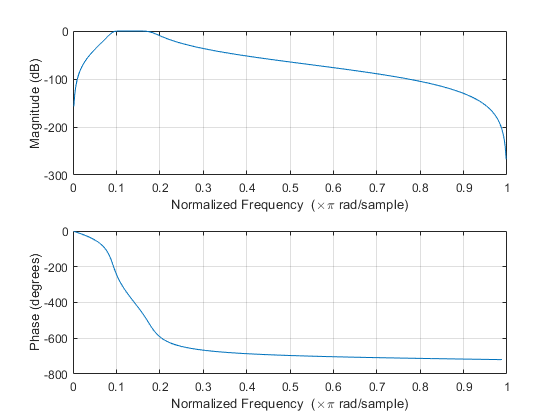 Magnitude (dB)
0
-100
-200
-300
0 0.1 0.2 0.3 0.4 0.5 0.6 0.7 0.8 0.9 1
Normalized Frequency (×π rad/sample)
Phase (degrees)
0
-200
-400
-600
-800
0 0.1 0.2 0.3 0.4 0.5 0.6 0.7 0.8 0.9 1
Normalized Frequency (×π rad/sample)